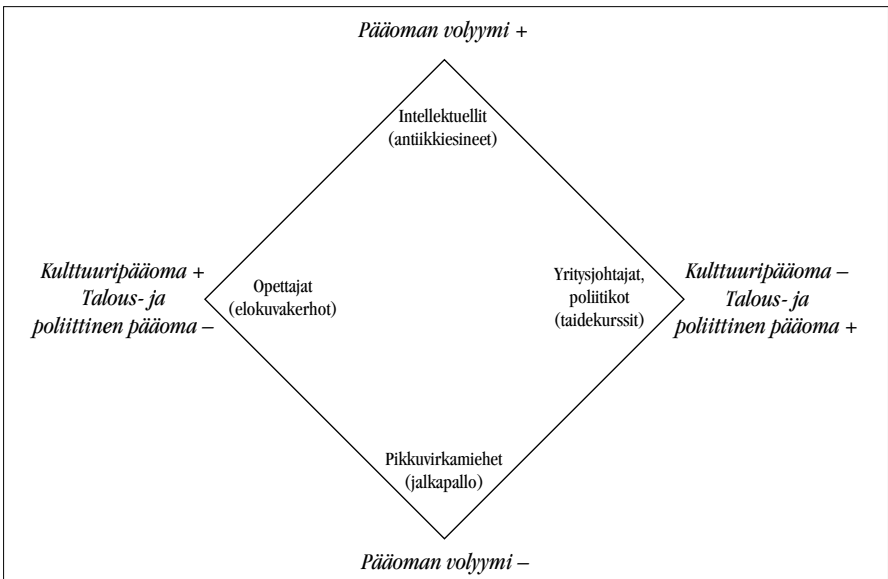 Pääoman volyymi +
Intellektuellit
(antiikkiesineet)
Kulttuuripääoma +
Talous- ja
poliittinen pääoma –
Opettajat
(elokuvakerhot)
Yritysjohtajat,
poliitikot
(taidekurssit)
Kulttuuripääoma –
Talous- ja
poliittinen pääoma +
Pikkuvirkamiehet
(jalkapallo)
Pääoman volyymi –